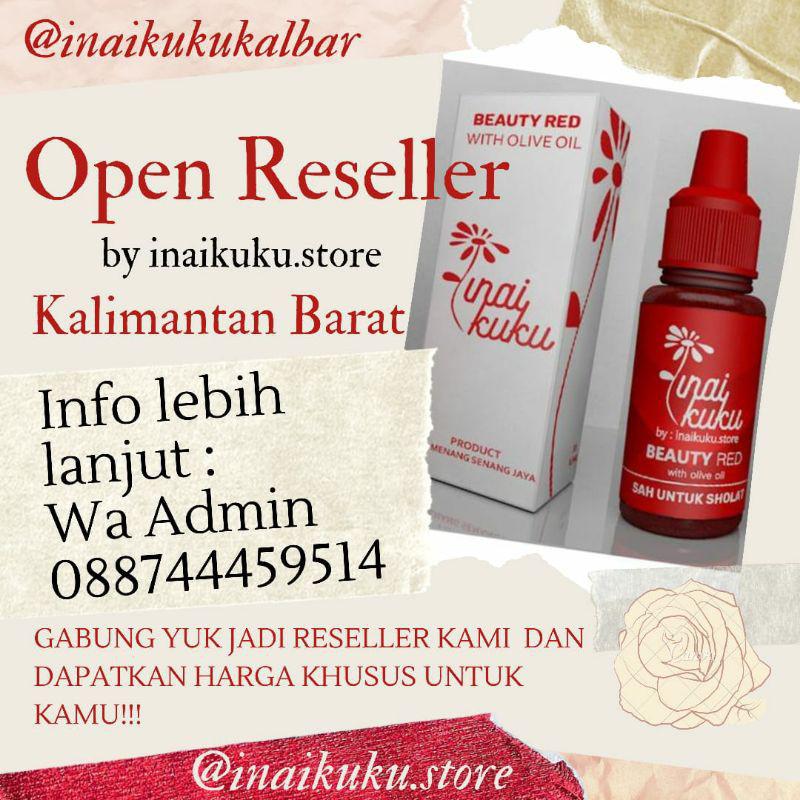 @inaikukukalbar
Open Reseller
by inaikuku.store
Kalimantan Barat
Info lebih
lanjut :
Wa Admin
088744459514
BEAUTY RED
WITH OLIVE OIL
inai
kuku
PRODUCT
MENANG SENANG JAYA
inai
kuku
by : inaikuku.store
BEAUTY RED
with olive oil
SAH UNTUK SHOLAT
GABUNG YUK JADI RESELLER KAMI DAN
DAPATKAN HARGA KHUSUS UNTUK
KAMU!!!
@inaikuku.store